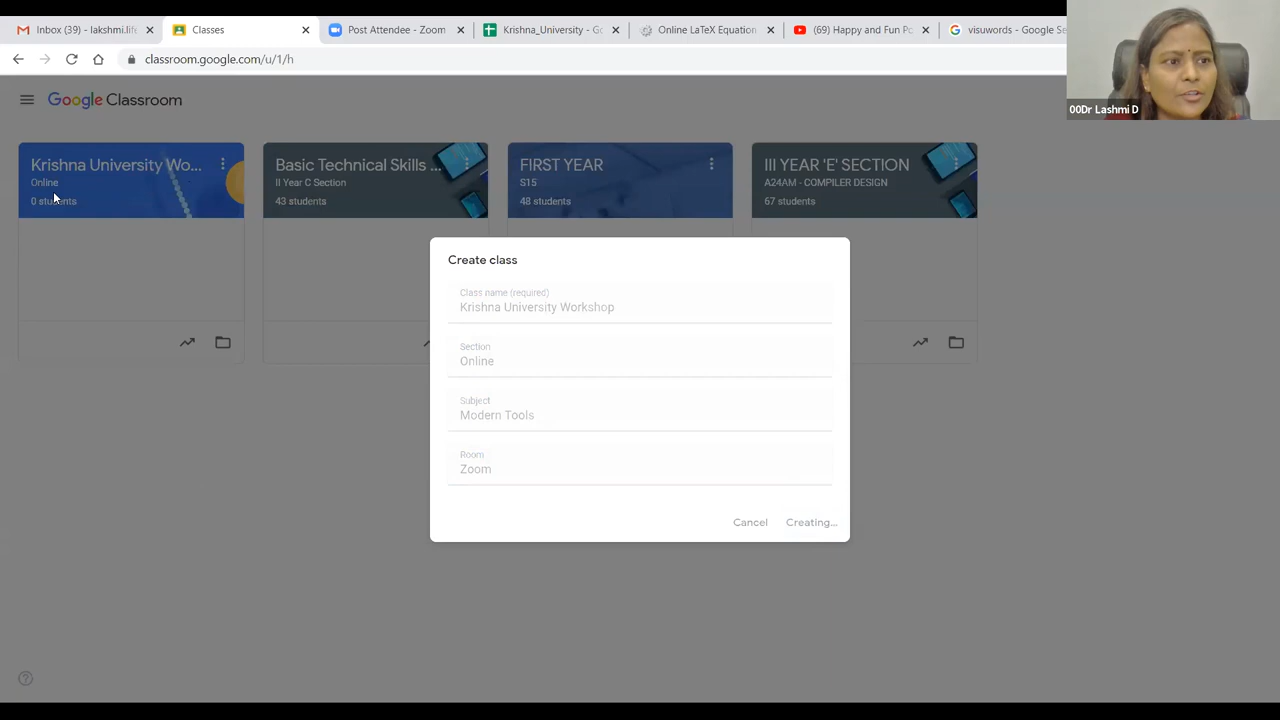 Inbox (39) - lakshmi.life
Classes
Post Attendee - Zoom
Krishna_University - Go
Online LaTeX Equation
(69) Happy and Fun Po
visuwords - Google Se
classroom.google.com/u/1/h
00Dr Lashmi D
Google Classroom
Krishna University Wo...
Online
0 students
Basic Technical Skills ...
II Year C Section
43 students
FIRST YEAR
S15
48 students
III YEAR 'E' SECTION
A24AM - COMPILER DESIGN
67 students
Create class
Class name (required)
Krishna University Workshop
Section
Online
Subject
Modern Tools
Room
Zoom
Cancel
Creating...